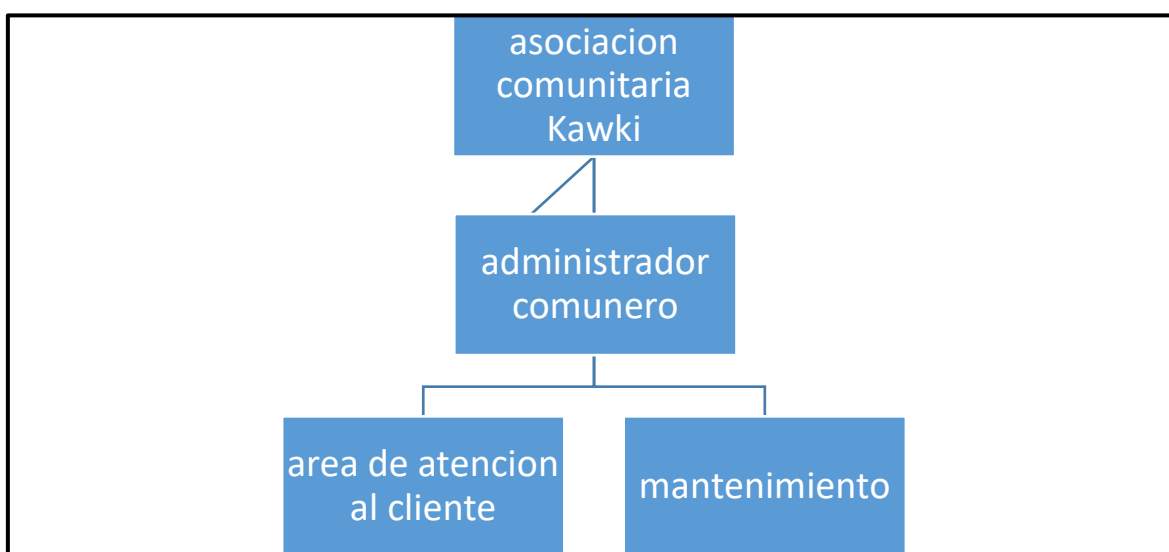 asociacion
comunitaria
Kawki
administrador
comunero
area de atencion
al cliente
mantenimiento